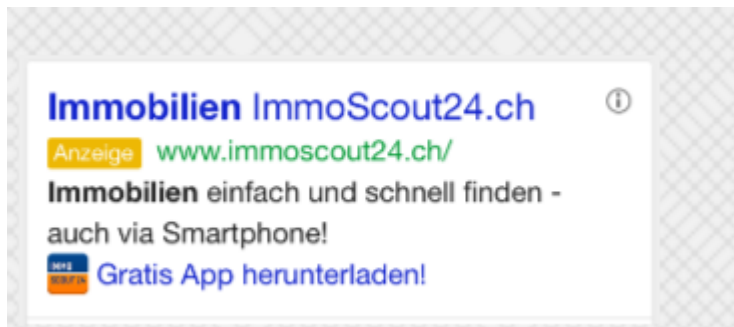 Immobilien ImmoScout24.ch
Anzeige www.immoscout24.ch/
Immobilien einfach und schnell finden -
auch via Smartphone!
Gratis App herunterladen!